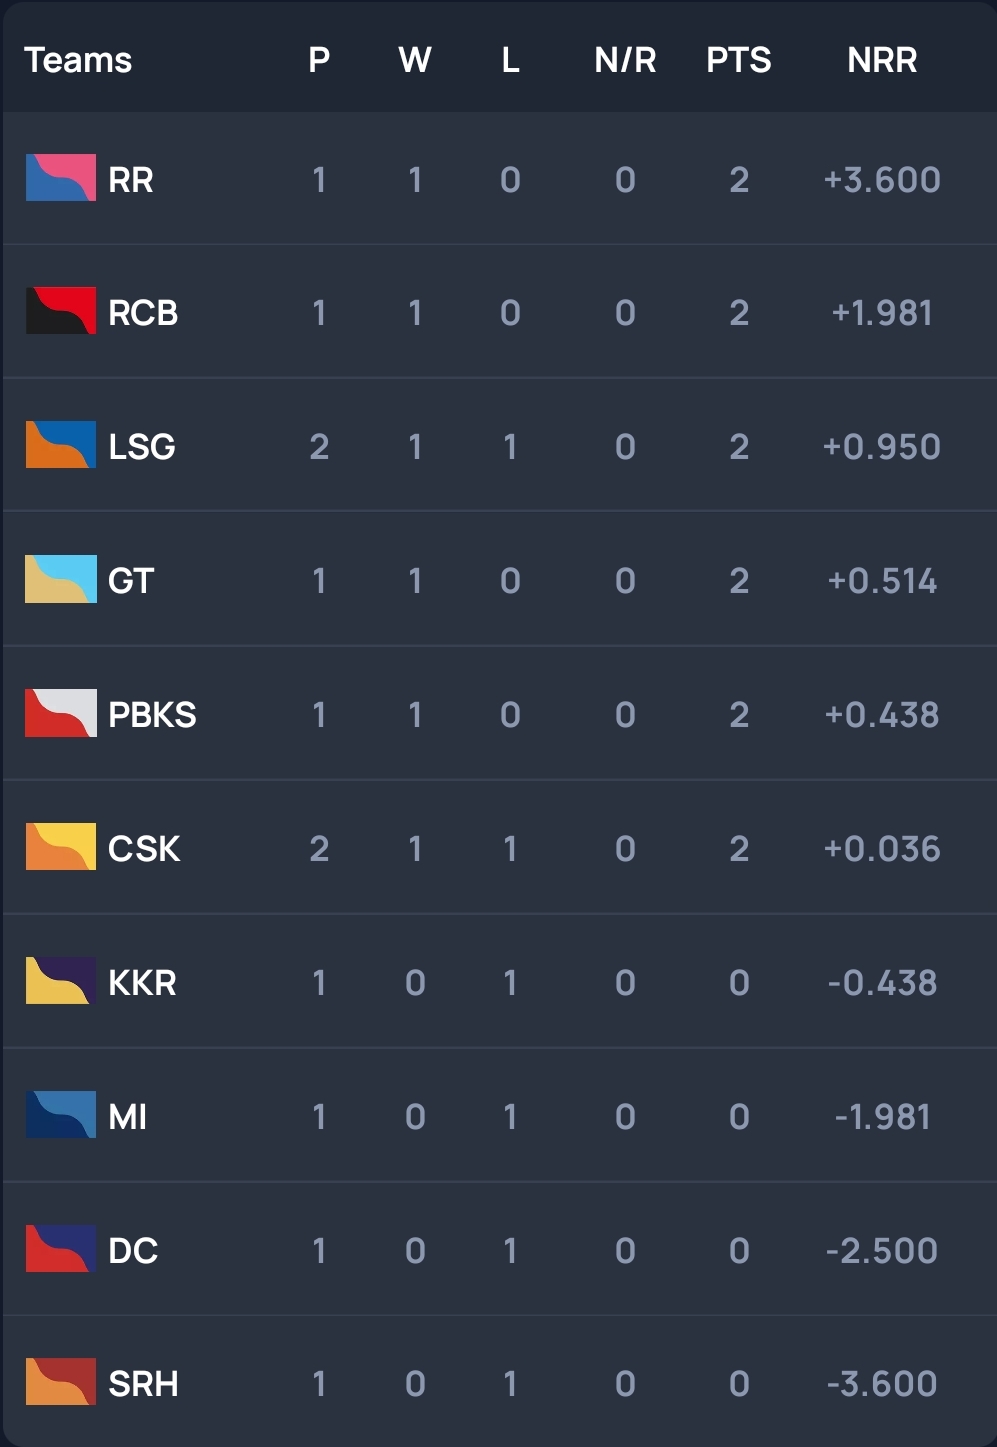 Teams P W L N/R PTS NRR
RR 1 1 0 0 2 +3.600
RCB 1 1 0 0 2 +1.981
LSG 2 1 1 0 2 +0.950
GT 1 1 0 0 2 +0.514
PBKS 1 1 0 0 2 +0.438
CSK 2 1 1 0 2 +0.036
KKR 1 0 1 0 0 -0.438
MI 1 0 1 0 0 -1.981
DC 1 0 1 0 0 -2.500
SRH 1 0 1 0 0 -3.600